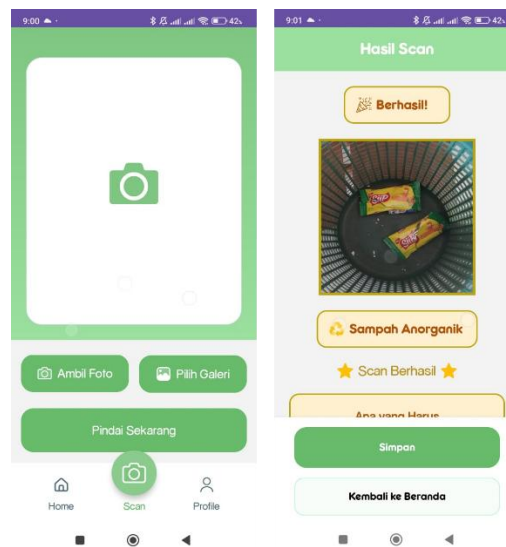 9:00
42
Ambil Foto
Pilih Galeri
Pindai Sekarang
Home
Scan
Profile
9:01
42
Hasil Scan
Berhasil!
Sampah Anorganik
Scan Berhasil
Apa yang Harus
Simpan
Kembali ke Beranda